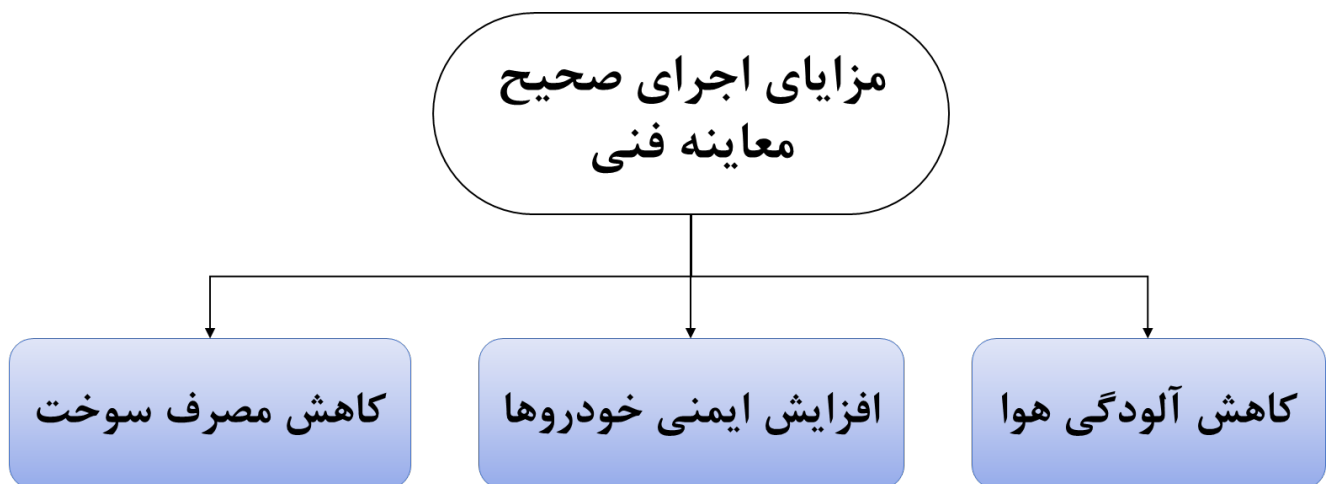 مزایای اجرای صحیح
معاینه فنی
کاهش آلودگی هوا
افزایش ایمنی خودروها
کاهش مصرف سوخت